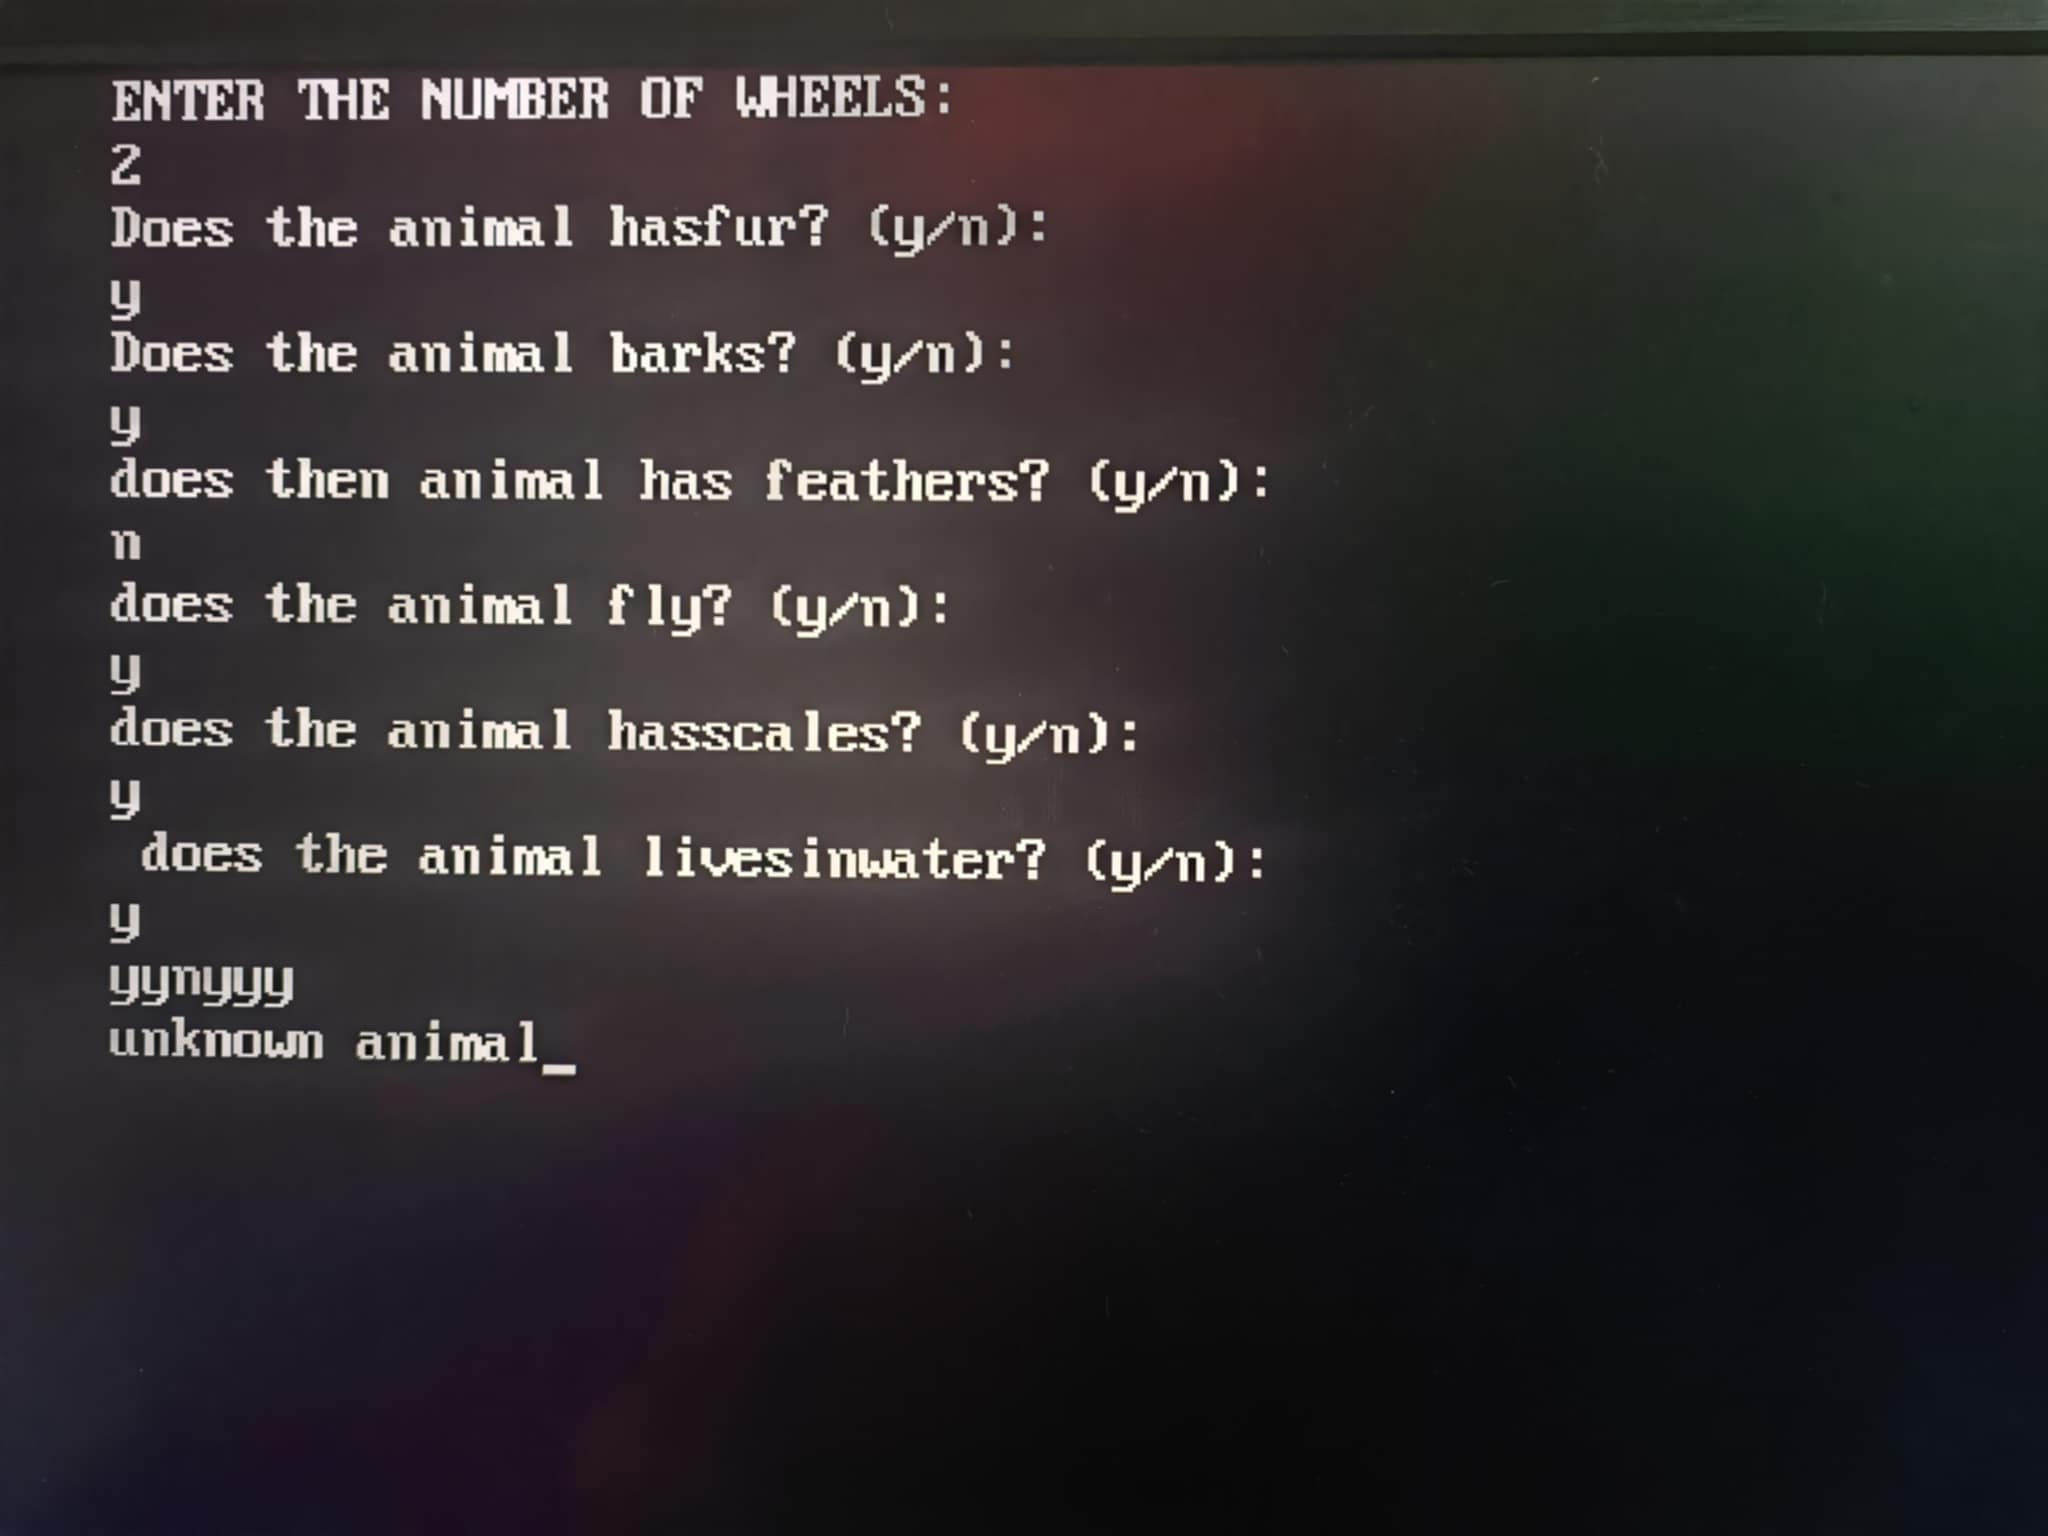 ENTER THE NUMBER OF WHEELS:
2
Does the animal hasfur? (y/n):
y
Does the animal barks? (y/n):
y
does then animal has feathers? (y/n):
n
does the animal fly? (y/n):
y
does the animal hasscales? (y/n):
y
 does the animal livesinwater? (y/n):
y
yynyyy
unknown animal_